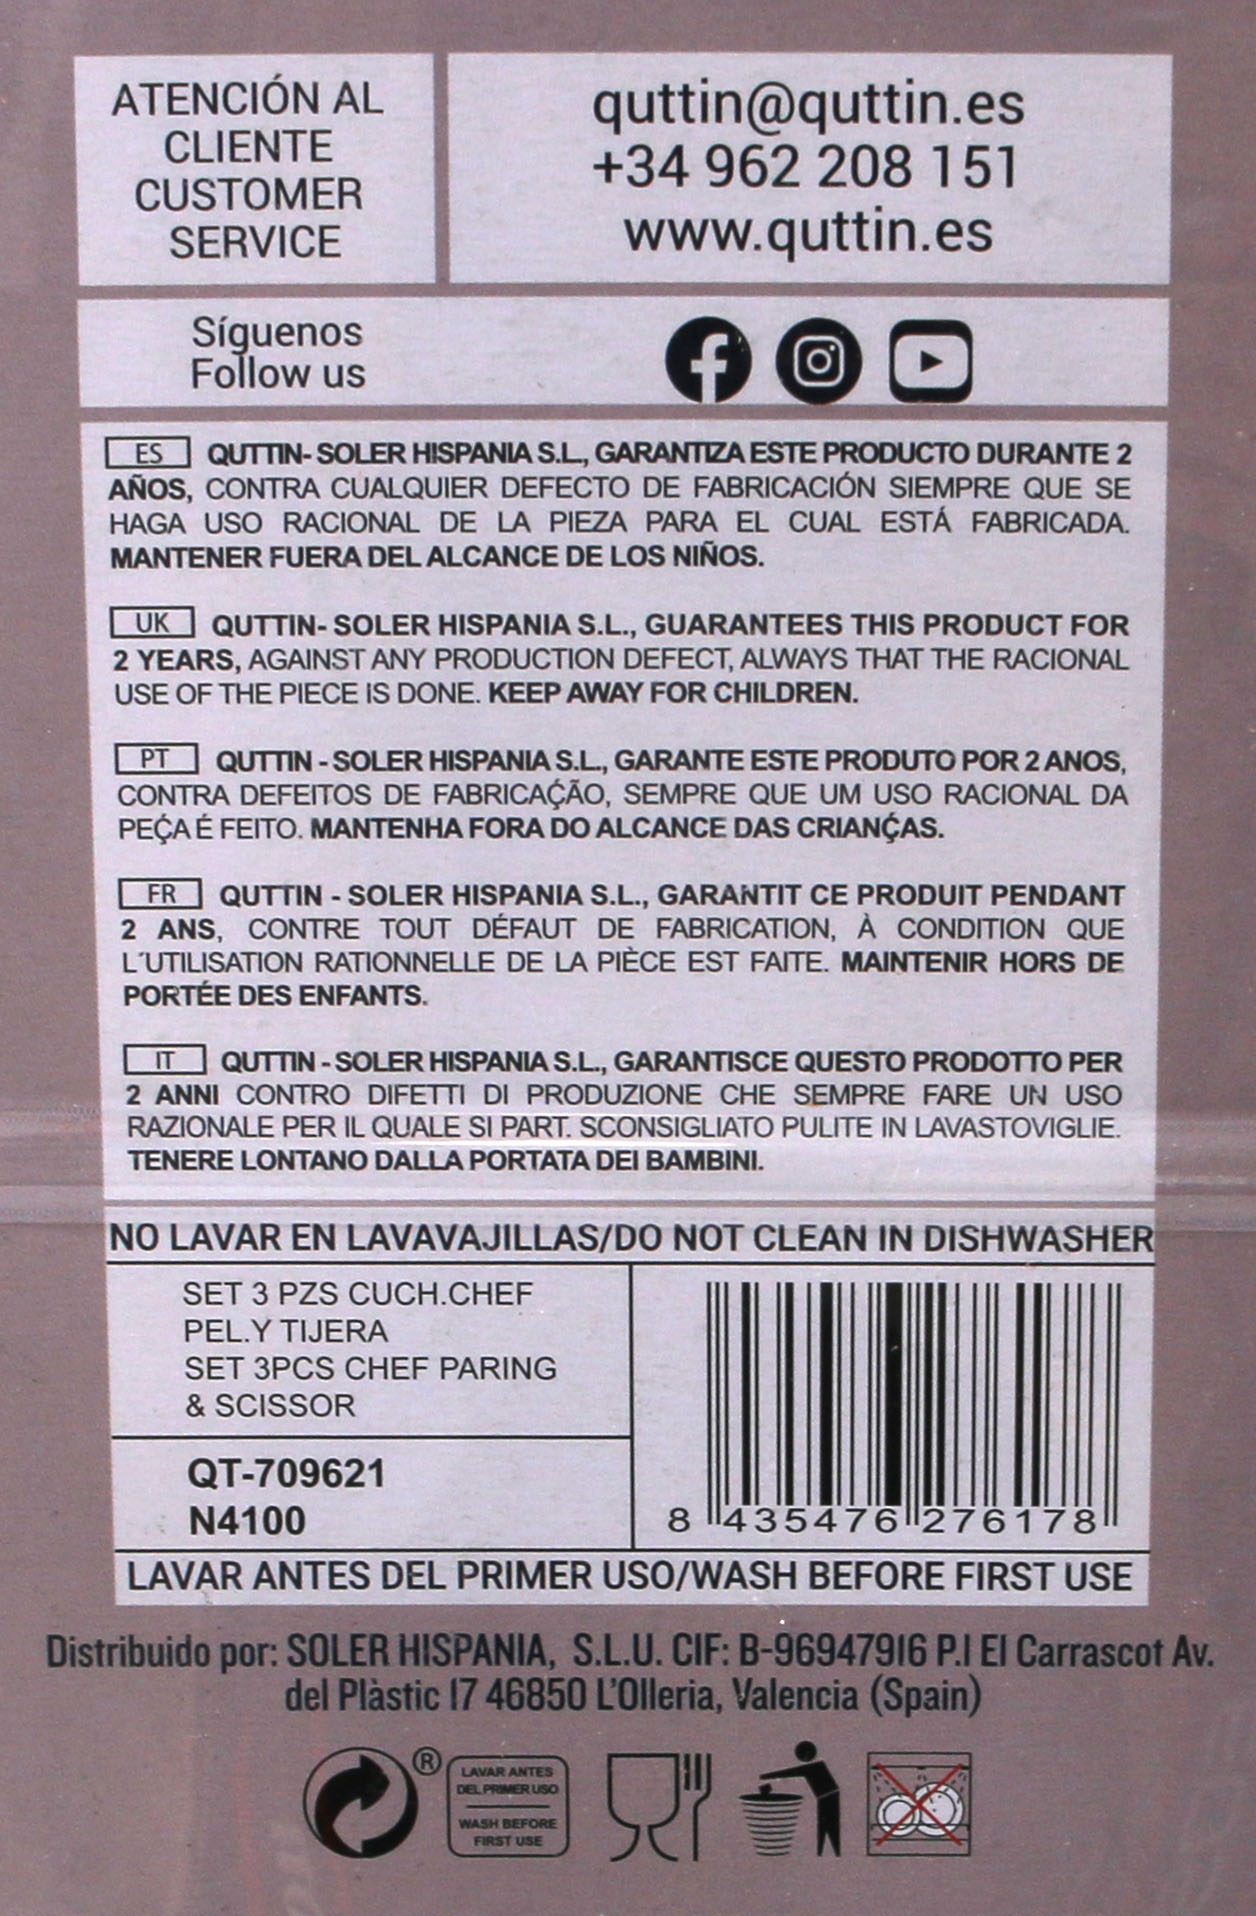 ATENCIÓN AL
CLIENTE
CUSTOMER
SERVICE
quttin@quttin.es
+34 962 208 151
www.quttin.es
Síguenos
Follow us
ES QUTTIN- SOLER HISPANIA S.L., GARANTIZA ESTE PRODUCTO DURANTE 2
AÑOS, CONTRA CUALQUIER DEFECTO DE FABRICACIÓN SIEMPRE QUE SE
HAGA USO RACIONAL DE LA PIEZA PARA EL CUAL ESTÁ FABRICADA.
MANTENER FUERA DEL ALCANCE DE LOS NIÑOS.
UK QUTTIN- SOLER HISPANIA S.L., GUARANTEES THIS PRODUCT FOR
2 YEARS, AGAINST ANY PRODUCTION DEFECT, ALWAYS THAT THE RACIONAL
USE OF THE PIECE IS DONE. KEEP AWAY FOR CHILDREN.
PT QUTTIN - SOLER HISPANIA S.L., GARANTE ESTE PRODUTO POR 2 ANOS,
CONTRA DEFEITOS DE FABRICAÇÃO, SEMPRE QUE UM USO RACIONAL DA
PEÇA É FEITO. MANTENHA FORA DO ALCANCE DAS CRIANÇAS.
FR QUTTIN - SOLER HISPANIA S.L., GARANTIT CE PRODUIT PENDANT
2 ANS, CONTRE TOUT DÉFAUT DE FABRICATION, À CONDITION QUE
L´UTILISATION RATIONNELLE DE LA PIÈCE EST FAITE. MAINTENIR HORS DE
PORTÉE DES ENFANTS.
IT QUTTIN - SOLER HISPANIA S.L., GARANTISCE QUESTO PRODOTTO PER
2 ANNI CONTRO DIFETTI DI PRODUZIONE CHE SEMPRE FARE UN USO
RAZIONALE PER IL QUALE SI PART. SCONSIGLIATO PULITE IN LAVASTOVIGLIE.
TENERE LONTANO DALLA PORTATA DEI BAMBINI.
NO LAVAR EN LAVAVAJILLAS/DO NOT CLEAN IN DISHWASHER
SET 3 PZS CUCH.CHEF
PEL.Y TIJERA
SET 3PCS CHEF PARING
& SCISSOR
QT-709621
N4100
8 435476 276178
LAVAR ANTES DEL PRIMER USO/WASH BEFORE FIRST USE
Distribuido por: SOLER HISPANIA, S.L.U. CIF: B-96947916 P.I El Carrascot Av.
del Plàstic 17 46850 L'Olleria, Valencia (Spain)
®
LAVAR ANTES
DEL PRIMER USO
WASH BEFORE
FIRST USE